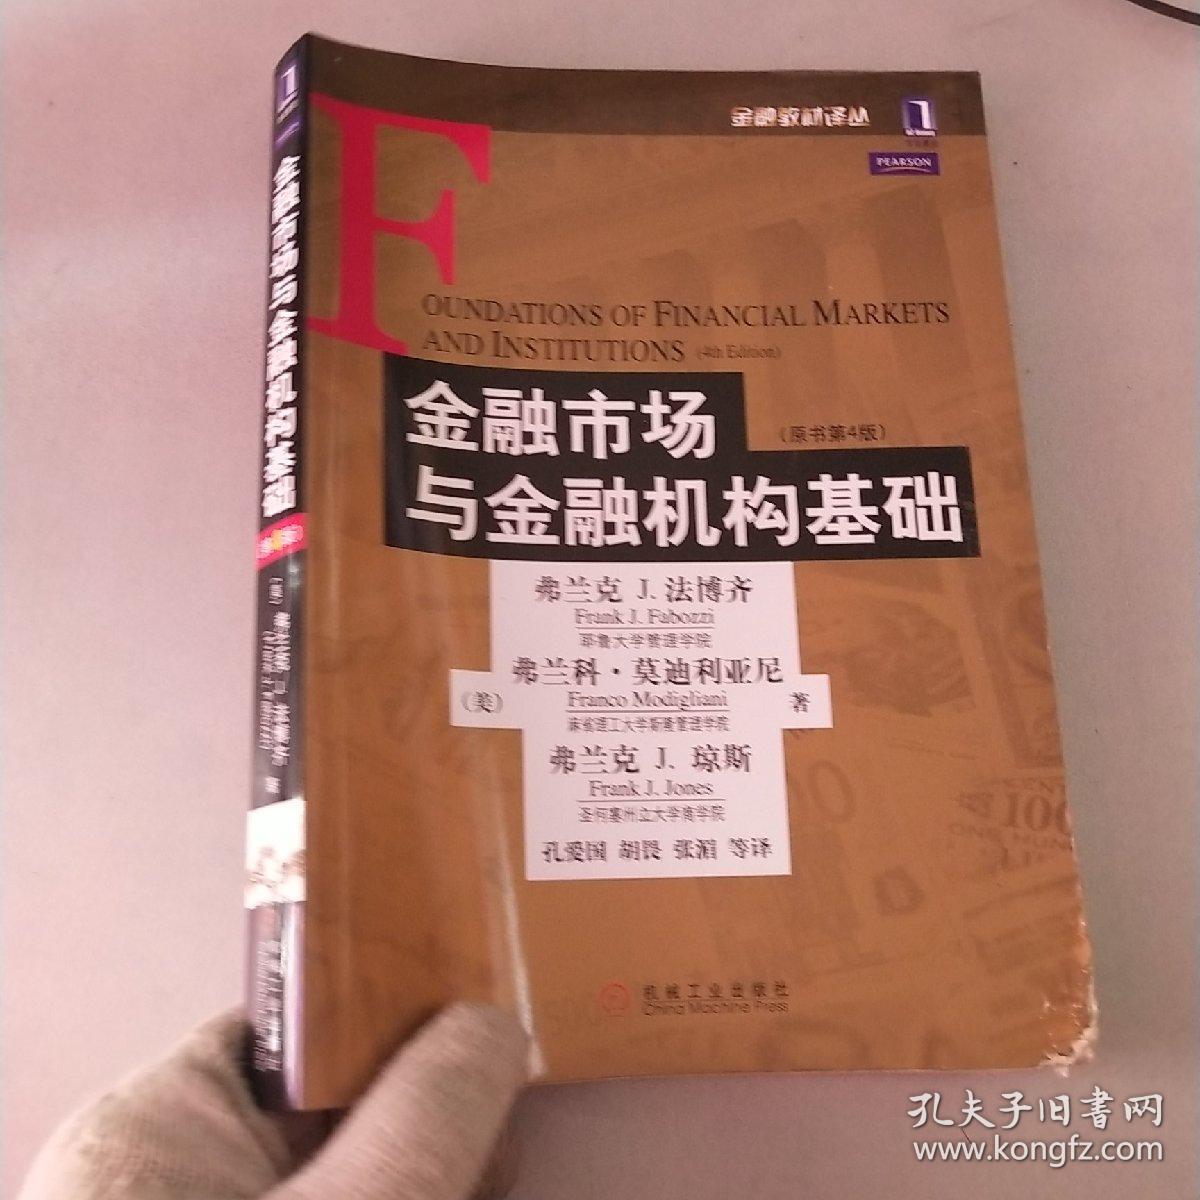 金融教材译丛
PEARSON
FOUNDATIONS OF FINANCIAL MARKETS
AND INSTITUTIONS (4th Edition)
金融市场
(原书第4版)
与金融机构基础
弗兰克 J. 法博齐
Frank J. Fabozzi
耶鲁大学管理学院
弗兰科·莫迪利亚尼
(美)
著
Franco Modigliani
麻省理工大学斯隆管理学院
弗兰克 J. 琼斯
Frank J. Jones
圣何塞州立大学商学院
孔爱国 胡畏 张湄 等译
机械工业出版社
China Machine Press
金融市场与金融机构基础
100
孔夫子旧书网
www.kongfz.com